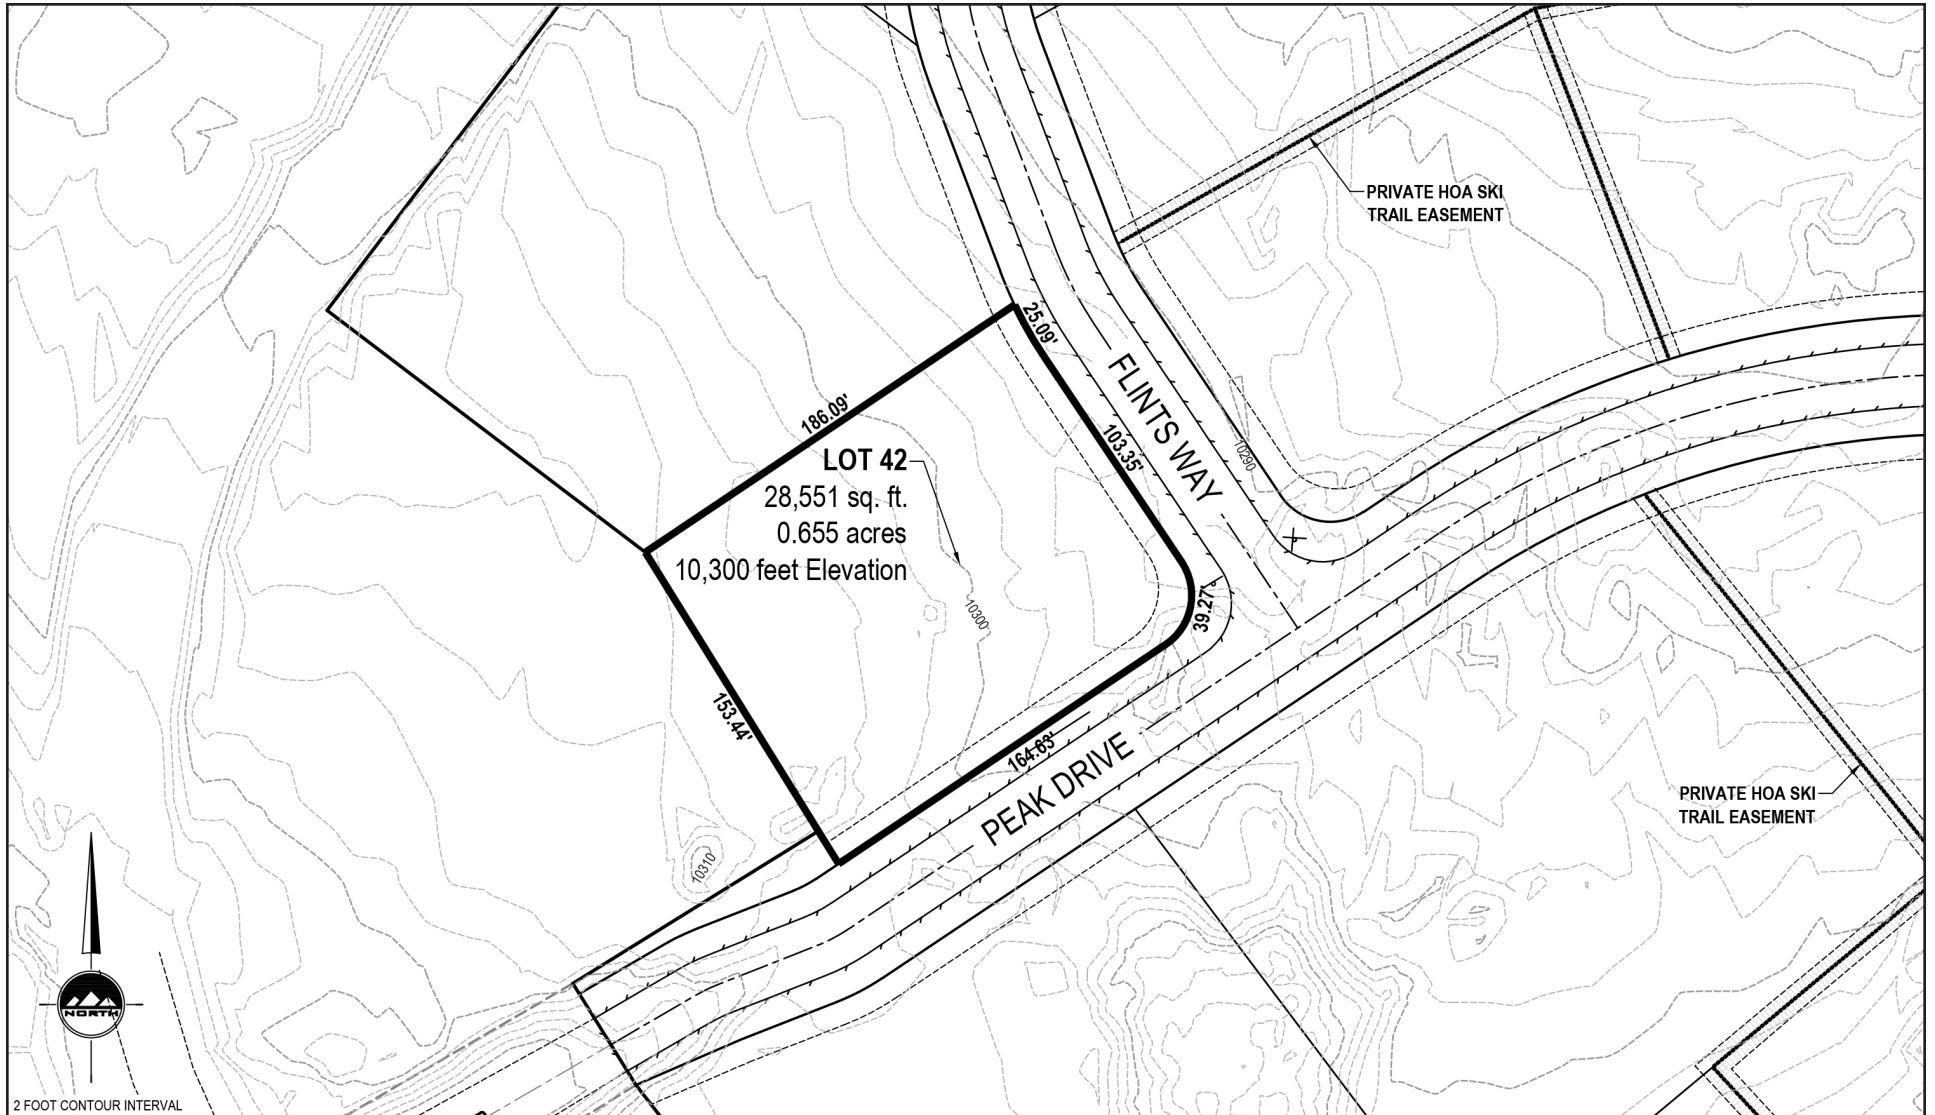 PRIVATE HOA SKI
TRAIL EASEMENT
25.09'
FLINTS WAY
186.09'
103.35'
10290
LOT 42
28,551 sq. ft.
0.655 acres
10,300 feet Elevation
10300
39.27'
153.44'
164.63'
PEAK DRIVE
PRIVATE HOA SKI
TRAIL EASEMENT
10310
NORTH
2 FOOT CONTOUR INTERVAL